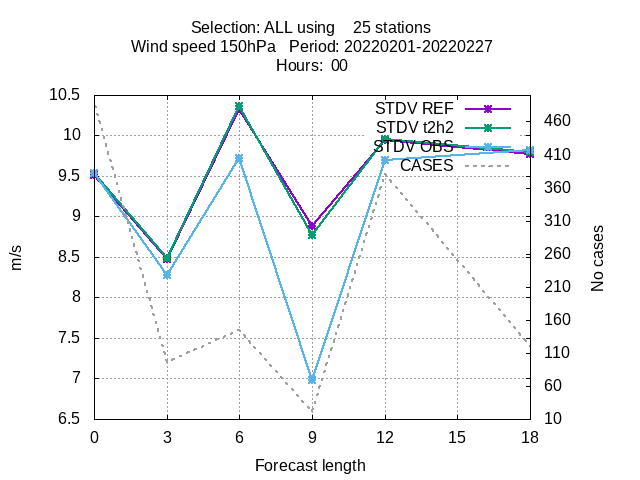 Selection: ALL using    25 stations
Wind speed 150hPa   Period: 20220201-20220227
Hours:  00
STDV REF
STDV t2h2
STDV OBS
CASES
10.5
10
9.5
9
8.5
8
7.5
7
6.5
m/s
460
410
360
310
260
210
160
110
60
10
No cases
0 3 6 9 12 15 18
Forecast length